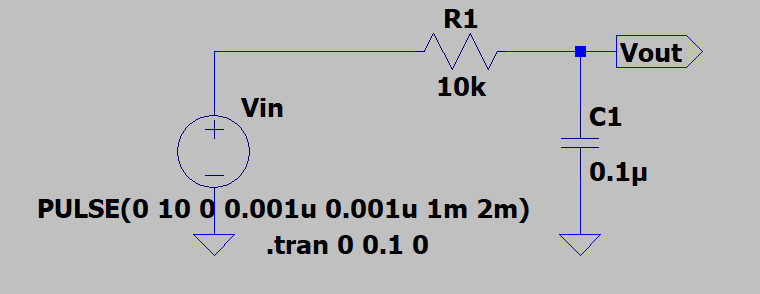 R1
Vout
10k
Vin
C1
0.1µ
PULSE(0 10 0 0.001u 0.001u 1m 2m)
.tran 0 0.1 0